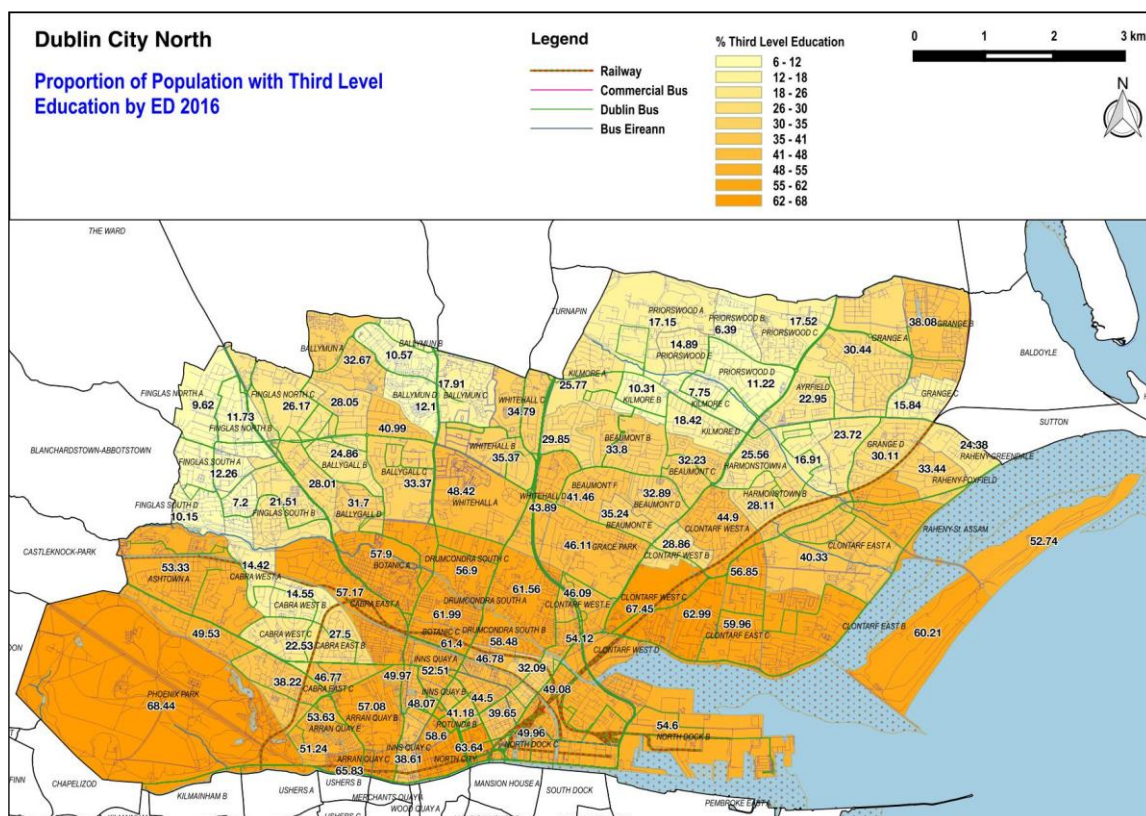 Dublin City North
Proportion of Population with Third Level
Education by ED 2016
Legend
Railway
Commercial Bus
Dublin Bus
Bus Eireann
% Third Level Education
6 - 12
12 - 18
18 - 26
26 - 30
30 - 35
35 - 41
41 - 48
48 - 55
55 - 62
62 - 68
0 1 2 3 km
N
THE WARD
TURNAPIN
PRIORSWOOD A
17.15
PRIORSWOOD B
6.39
17.52
PRIORSWOOD C
38.08
GRANGE B
BALLYMUN A
32.67
BALLYMUN B
10.57
14.89
PRIORSWOOD E
GRANGE A
30.44
BALDOYLE
KILMORE A
25.77
PRIORSWOOD D
11.22
FINGLAS NORTH A
9.62
FINGLAS NORTH C
26.17
28.05
17.91
BALLYMUN D
BALLYMUN C
12.1
WHITEHALL C
34.79
10.31
KILMORE B
7.75
KILMORE C
AYRFIELD
22.95
GRANGE C
15.84
11.73
FINGLAS NORTH B
40.99
18.42
KILMORE D
SUTTON
BLANCHARDSTOWN-ABBOTSTOWN
WHITEHALL B
35.37
29.85
BEAUMONT B
33.8
23.72
GRANGE D
30.11
24.38
RAHENY-GREENDALE
24.86
BALLYGALL B
FINGLAS SOUTH A
12.26
BALLYGALL C
33.37
32.23
BEAUMONT C
25.56
HARMONSTOWN A
16.91
33.44
RAHENY-FOXFIELD
28.01
48.42
WHITEHALL A
WHITEHALL D
43.89
BEAUMONT F
41.46
32.89
BEAUMONT D
HARMONSTOWN B
28.11
FINGLAS SOUTH D
10.15
7.2
21.51
FINGLAS SOUTH B
31.7
BALLYGALL D
35.24
BEAUMONT E
44.9
CLONTARF WEST A
RAHENY-St. ASSAM
52.74
CASTLEKNOCK-PARK
57.9
BOTANIC A
DRUMCONDRA SOUTH C
56.9
46.11
GRACE PARK
28.86
CLONTARF WEST B
CLONTARF EAST A
40.33
53.33
ASHTOWN A
14.42
CABRA WEST A
56.85
14.55
CABRA WEST B
57.17
CABRA EAST A
61.56
DRUMCONDRA SOUTH A
46.09
CLONTARF WEST E
CLONTARF WEST C
67.45
62.99
59.96
CLONTARF EAST C
CLONTARF EAST B
60.21
61.99
49.53
CABRA WEST C
22.53
27.5
CABRA EAST B
BOTANIC C
61.4
DRUMCONDRA SOUTH B
58.48
54.12
CLONTARF WEST D
DON
INNS QUAY A
52.51
46.78
32.09
PHOENIX PARK
68.44
38.22
46.77
CABRA EAST C
49.97
INNS QUAY B
48.07
44.5
49.08
53.63
ARRAN QUAY E
57.08
ARRAN QUAY B
41.18
ROTUNDA B
39.65
54.6
NORTH DOCK B
58.6
49.96
NORTH DOCK C
51.24
ARRAN QUAY C
INNS QUAY C
38.61
63.64
NORTH CITY
65.83
FINN
CHAPELIZOD
KILMAINHAM B
USHERS A
USHERS B
MERCHANTS QUAY A
WOOD QUAY A
MANSION HOUSE A
SOUTH DOCK
PEMBROKE EAST A
USHERS C